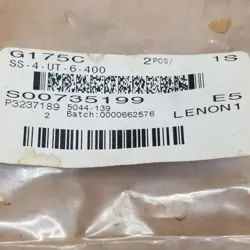 G175C 2PCS/ 1S
SS-4-UT-6-400
S00735199 E5
P3237189 5044-139 LENON1
2 Batch:0000662576